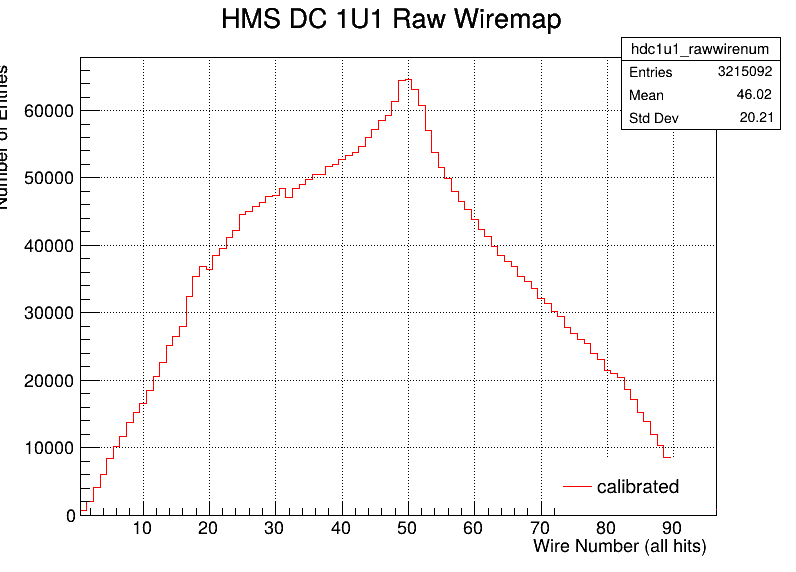 HMS DC 1U1 Raw Wiremap
hdc1u1_rawwirenum
Entries 3215092
Mean 46.02
Std Dev 20.21
Number of Entries
60000
50000
40000
30000
20000
10000
0
calibrated
10 20 30 40 50 60 70 80 90
Wire Number (all hits)